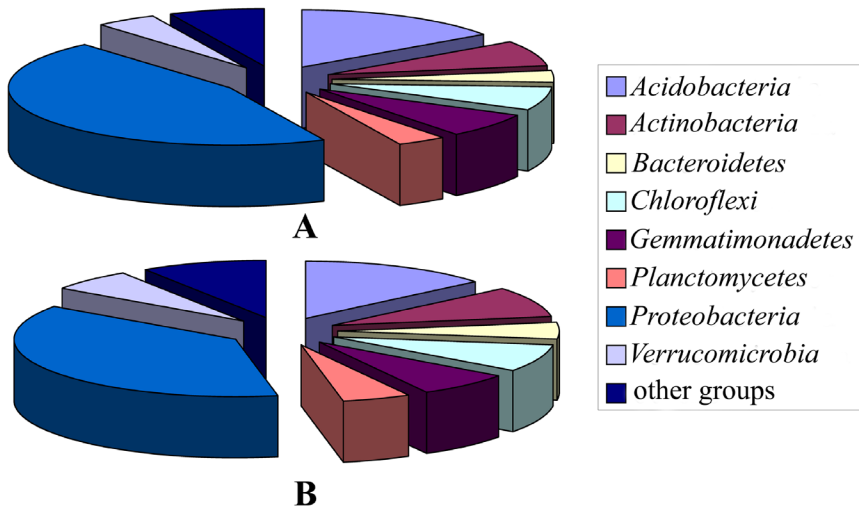 A
B
Acidobacteria
Actinobacteria
Bacteroidetes
Chloroflexi
Gemmatimonadetes
Planctomycetes
Proteobacteria
Verrucomicrobia
other groups